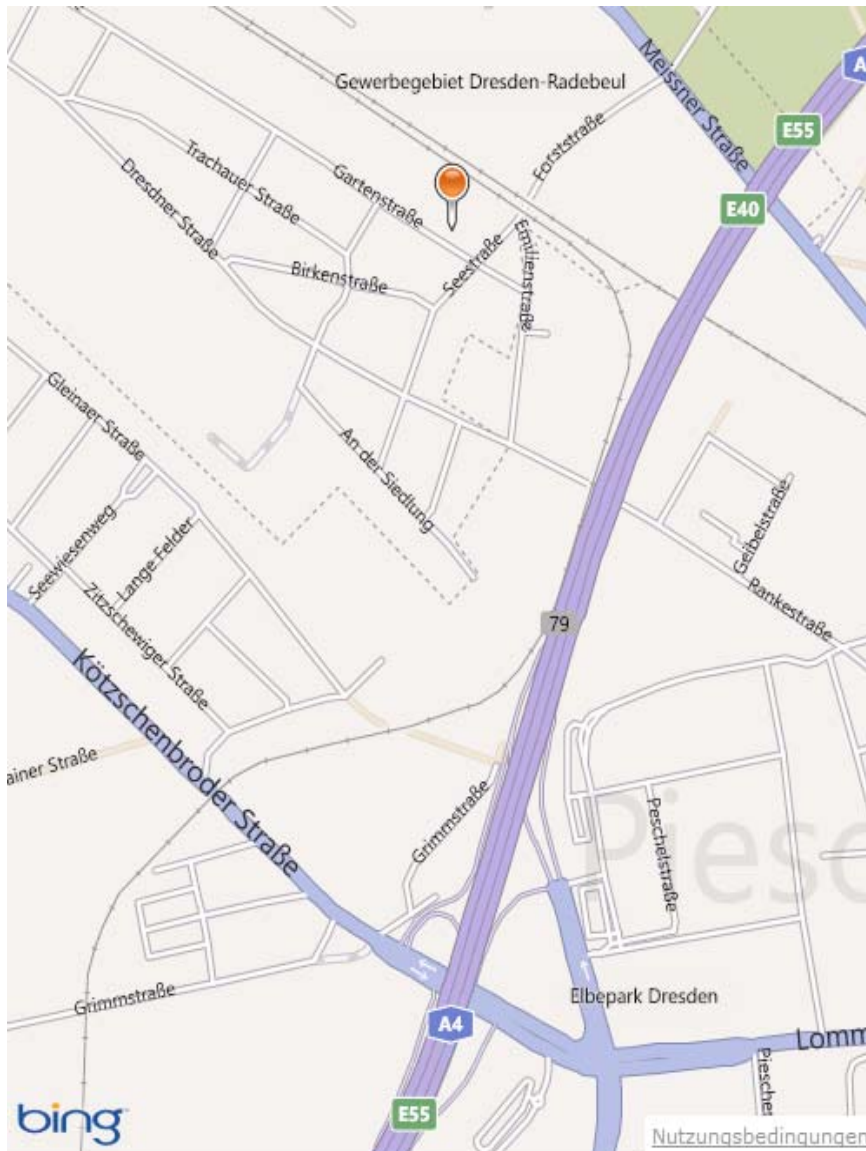 Gewerbegebiet Dresden-Radebeul
Meissner Straße
E55
Forststraße
Trachauer Straße
Gartenstraße
Dresdner Straße
E40
Emilienstraße
Seestraße
Birkenstraße
Gleinaer Straße
An der Siedlung
Geibelstraße
Seewiesenweg
Lange Felder
Rankestraße
Zitzschewiger Straße
79
Kötzschenbroder Straße
ainer Straße
Grimmstraße
Peschelstraße
Piesc
Grimmstraße
Elbepark Dresden
A4
Lomm
Piesche
E55
bing
Nutzungsbedingungen